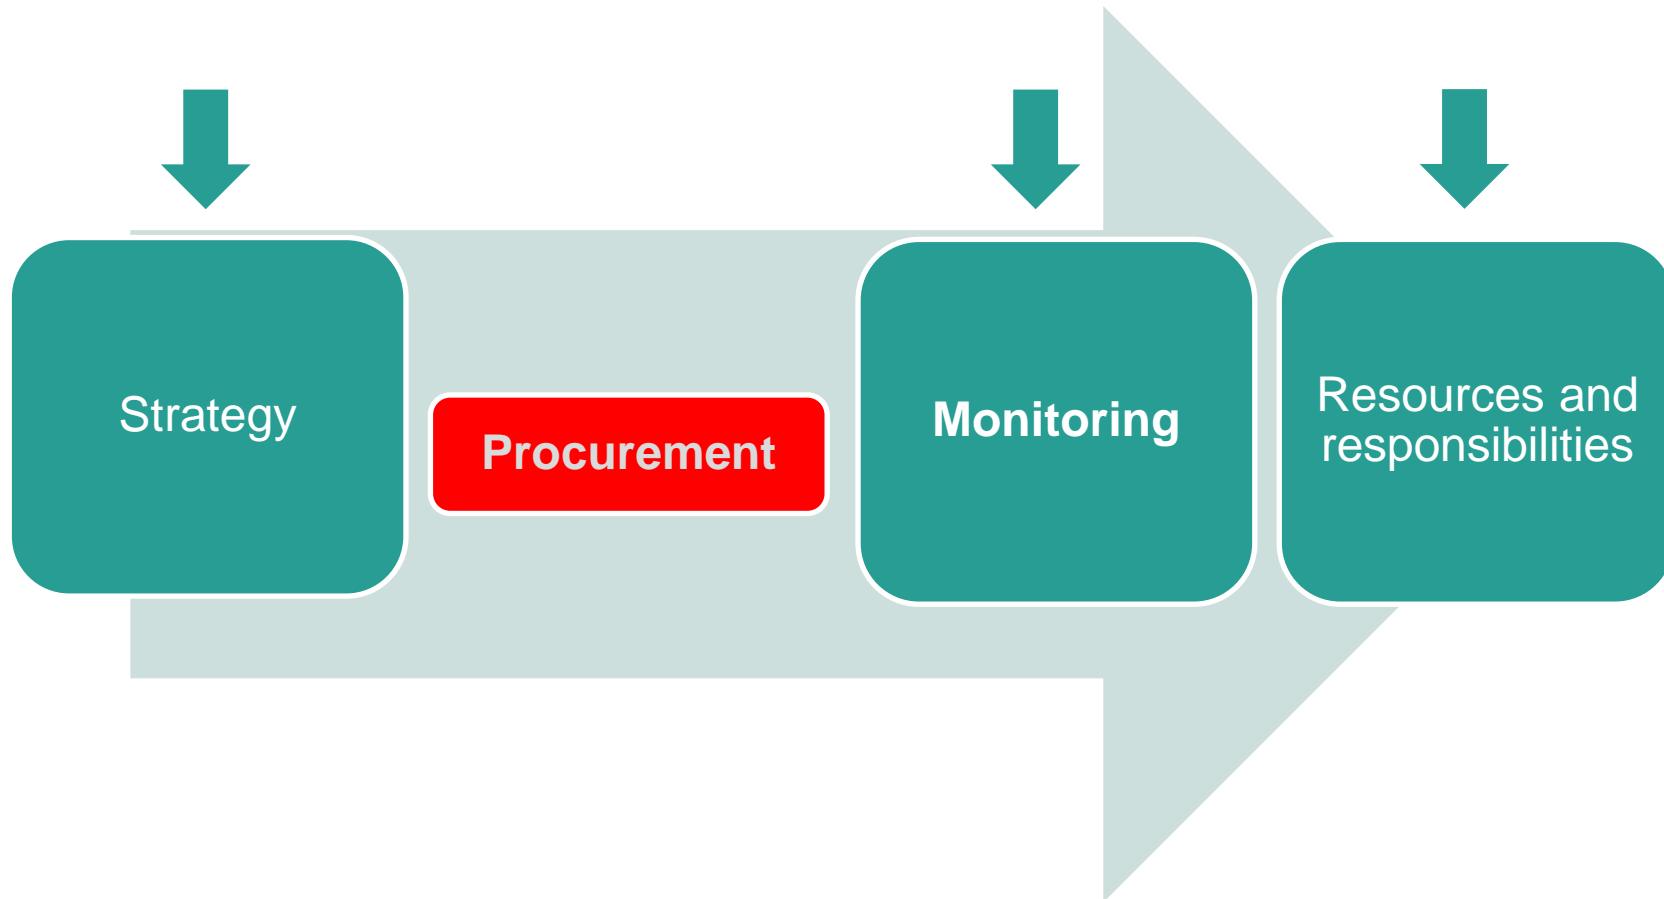 Strategy
Procurement
Monitoring
Resources and
responsibilities